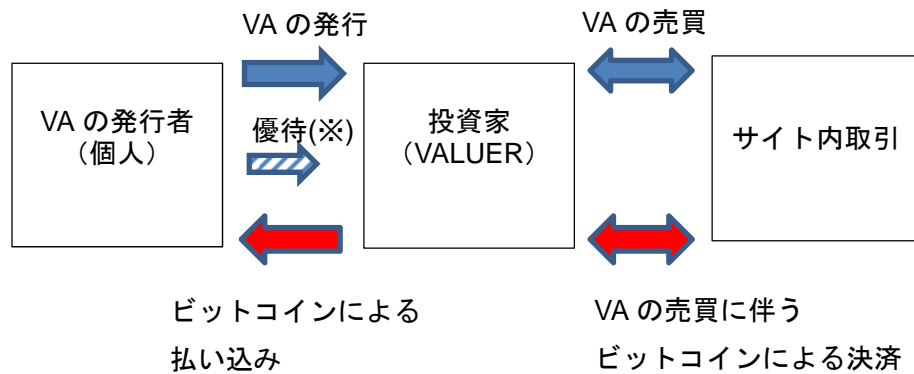 VA の発行
VA の売買
VA の発行者
（個人）
優待(※)
投資家
（VALUER）
サイト内取引
ビットコインによる
払い込み
VA の売買に伴う
ビットコインによる決済